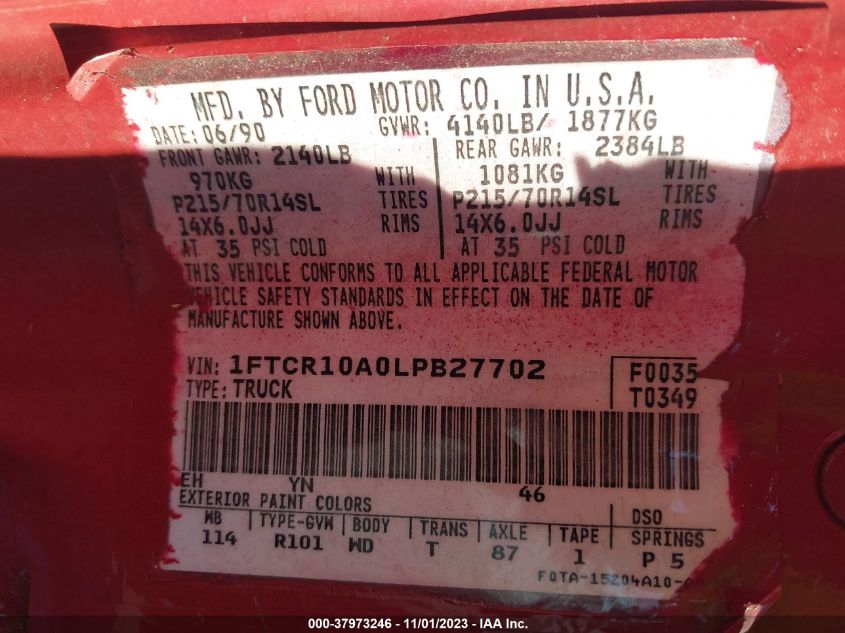 MFD. BY FORD MOTOR CO. IN U.S.A.
DATE: 06/90 GVWR: 4140LB/ 1877KG
FRONT GAWR: 2140LB REAR GAWR: 2384LB
970KG WITH 1081KG WITH
P215/70R14SL TIRES P215/70R14SL TIRES
14X6.0JJ RIMS 14X6.0JJ RIMS
AT 35 PSI COLD AT 35 PSI COLD
THIS VEHICLE CONFORMS TO ALL APPLICABLE FEDERAL MOTOR
VEHICLE SAFETY STANDARDS IN EFFECT ON THE DATE OF
MANUFACTURE SHOWN ABOVE.
VIN: 1FTCR10A0LPB27702 F0035
TYPE: TRUCK T0349
EH YN 46
EXTERIOR PAINT COLORS DSO
WB TYPE-GVW BODY TRANS AXLE TAPE SPRINGS
114 R101 WD T 87 1 P 5
FOTA-15204A10-
000-37973246 - 11/01/2023 - IAA Inc.